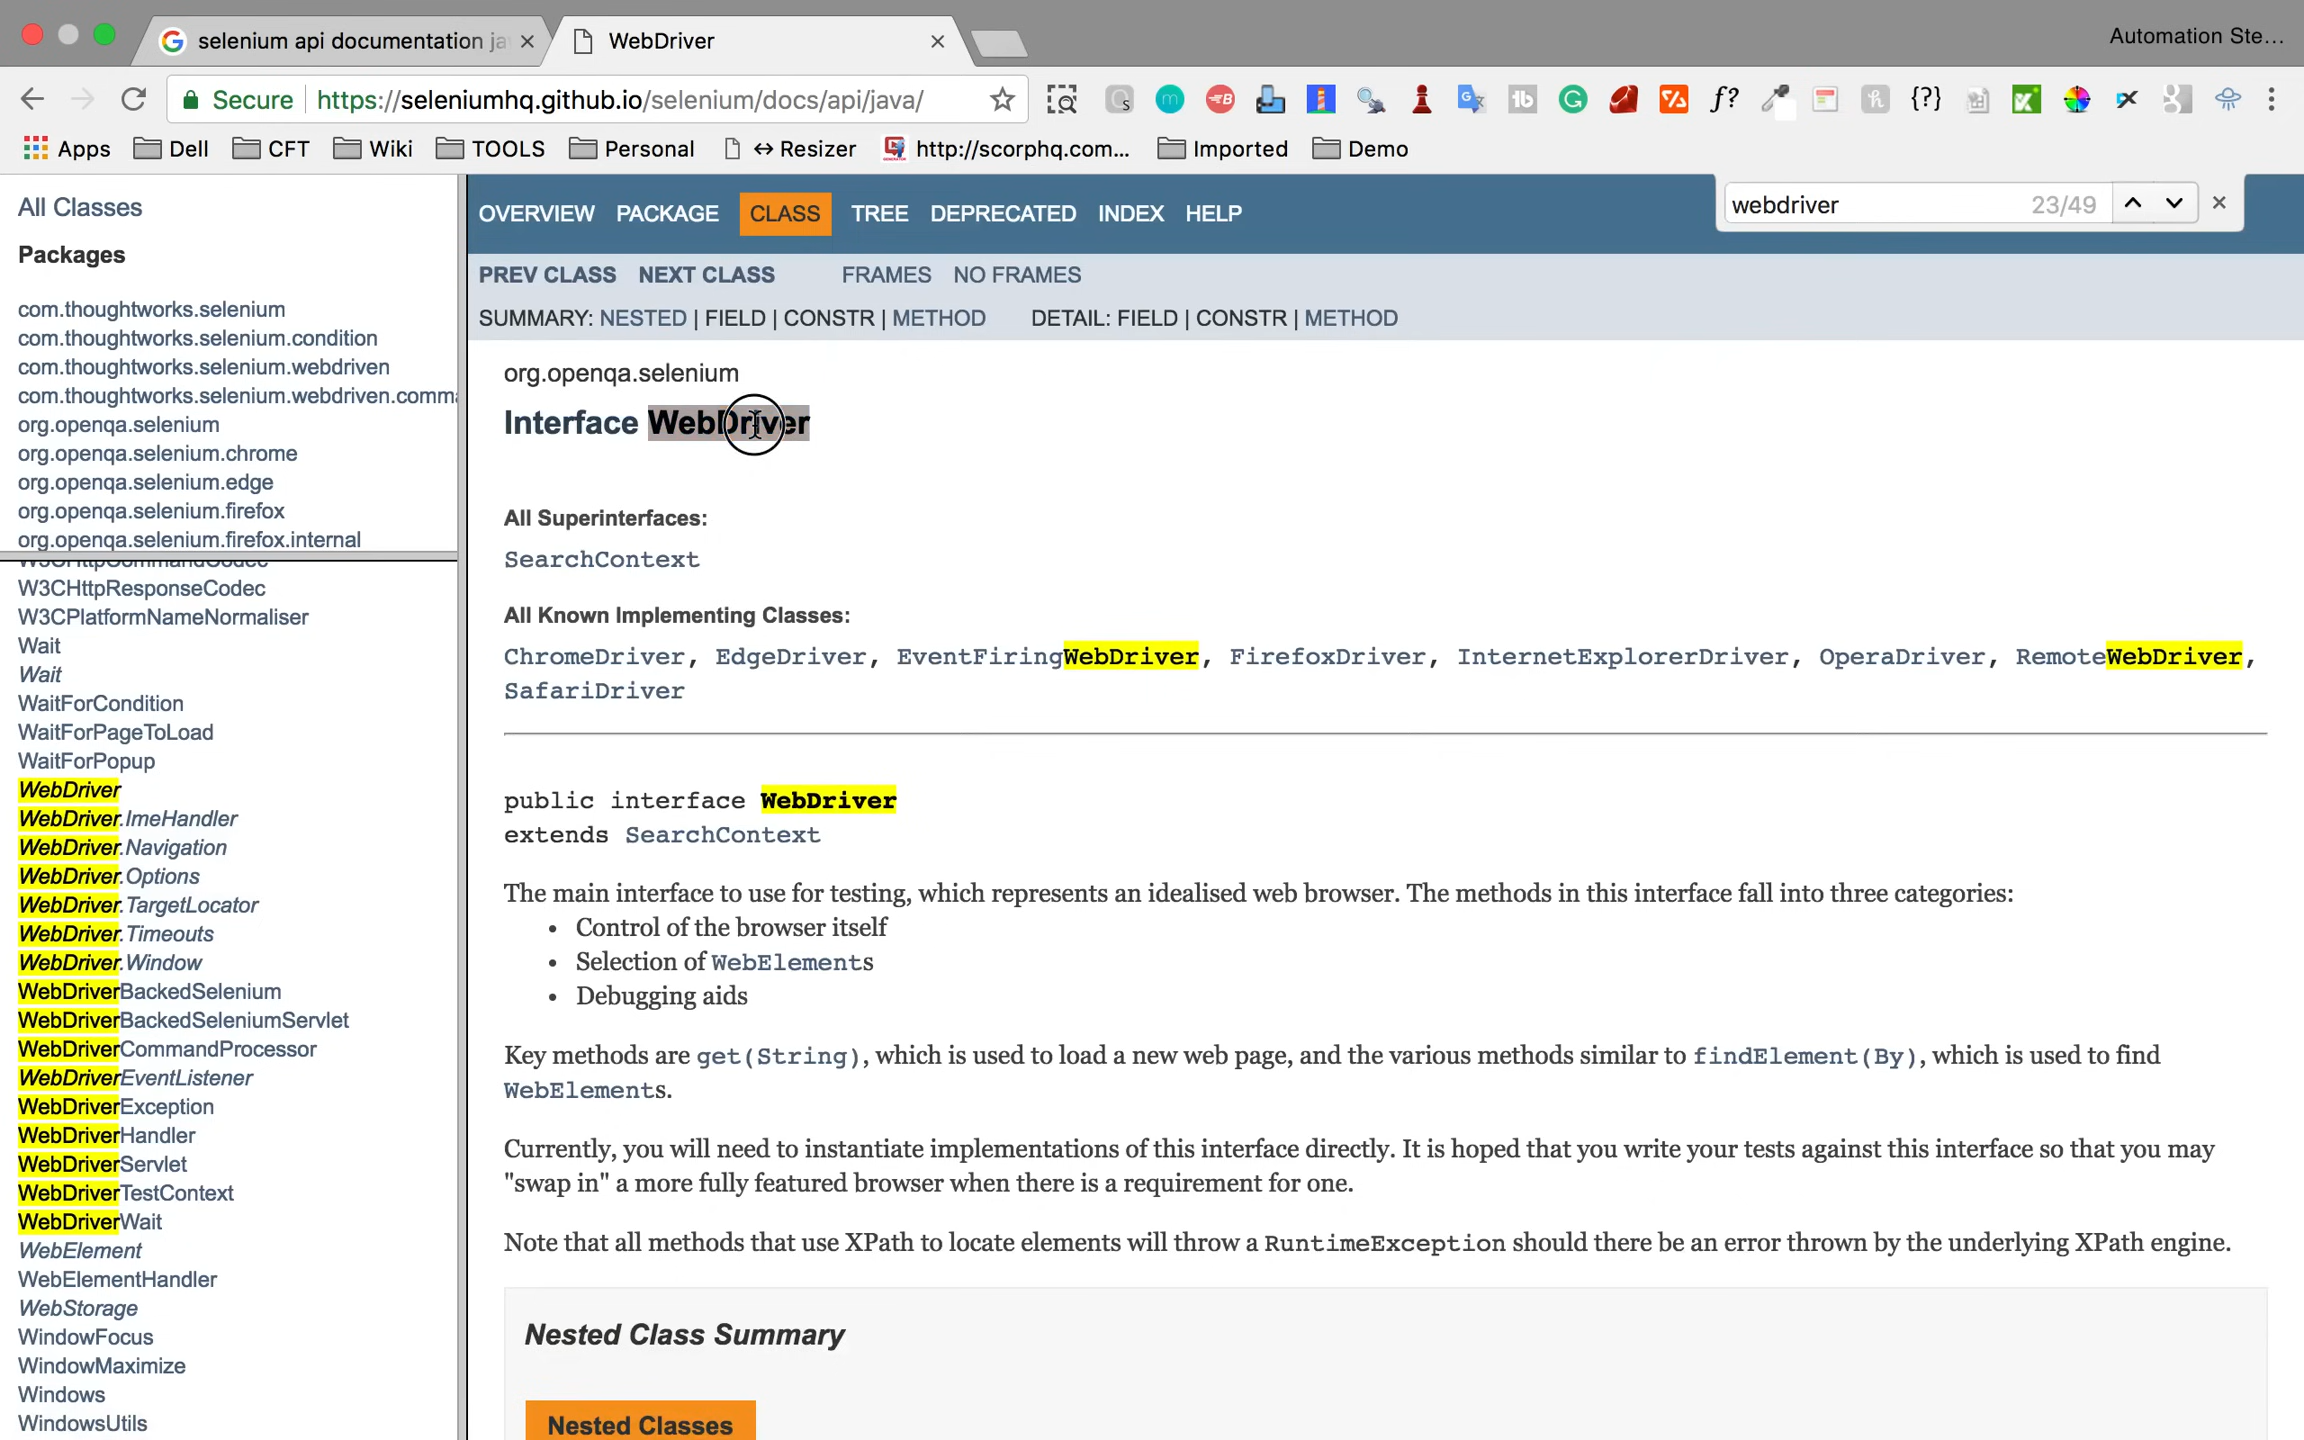 selenium api documentation ja
WebDriver
Automation Ste...
Secure
https://seleniumhq.github.io/selenium/docs/api/java/
Apps
Dell
CFT
Wiki
TOOLS
Personal
↔ Resizer
http://scorphq.com...
Imported
Demo
webdriver
23/49
All Classes
Packages
com.thoughtworks.selenium
com.thoughtworks.selenium.condition
com.thoughtworks.selenium.webdriven
com.thoughtworks.selenium.webdriven.comma
org.openqa.selenium
org.openqa.selenium.chrome
org.openqa.selenium.edge
org.openqa.selenium.firefox
org.openqa.selenium.firefox.internal
W3CHttpCommandCodec
W3CHttpResponseCodec
W3CPlatformNameNormaliser
Wait
Wait
WaitForCondition
WaitForPageToLoad
WaitForPopup
WebDriver
WebDriver.ImeHandler
WebDriver.Navigation
WebDriver.Options
WebDriver.TargetLocator
WebDriver.Timeouts
WebDriver.Window
WebDriverBackedSelenium
WebDriverBackedSeleniumServlet
WebDriverCommandProcessor
WebDriverEventListener
WebDriverException
WebDriverHandler
WebDriverServlet
WebDriverTestContext
WebDriverWait
WebElement
WebElementHandler
WebStorage
WindowFocus
WindowMaximize
Windows
WindowsUtils
OVERVIEW PACKAGE CLASS TREE DEPRECATED INDEX HELP
PREV CLASS NEXT CLASS FRAMES NO FRAMES
SUMMARY: NESTED | FIELD | CONSTR | METHOD DETAIL: FIELD | CONSTR | METHOD
org.openqa.selenium
Interface WebDriver
All Superinterfaces:
SearchContext
All Known Implementing Classes:
ChromeDriver, EdgeDriver, EventFiringWebDriver, FirefoxDriver, InternetExplorerDriver, OperaDriver, RemoteWebDriver,
SafariDriver
public interface WebDriver
extends SearchContext
The main interface to use for testing, which represents an idealised web browser. The methods in this interface fall into three categories:
• Control of the browser itself
• Selection of WebElements
• Debugging aids
Key methods are get(String), which is used to load a new web page, and the various methods similar to findElement(By), which is used to find
WebElements.
Currently, you will need to instantiate implementations of this interface directly. It is hoped that you write your tests against this interface so that you may
"swap in" a more fully featured browser when there is a requirement for one.
Note that all methods that use XPath to locate elements will throw a RuntimeException should there be an error thrown by the underlying XPath engine.
Nested Class Summary
Nested Classes